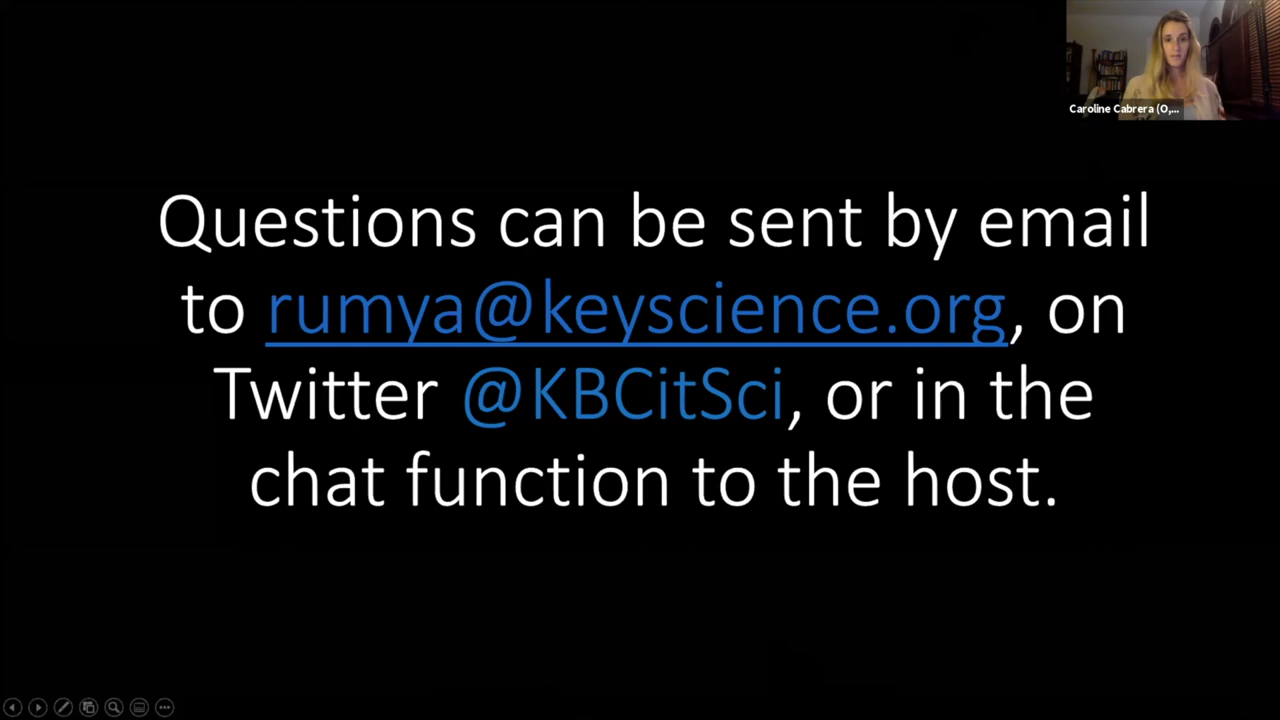 Caroline Cabrera (O,...
Questions can be sent by email
to rumya@keyscience.org, on
Twitter @KBCitSci, or in the
chat function to the host.